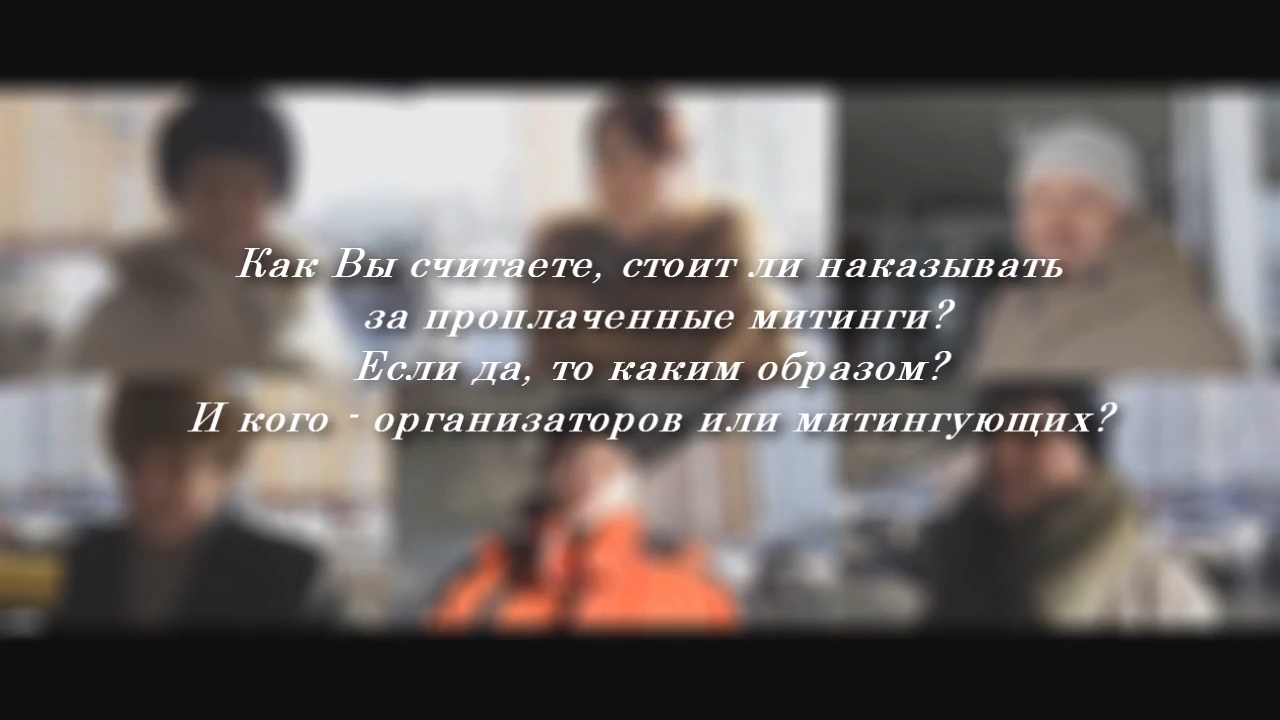 Как Вы считаете, стоит ли наказывать
за проплаченные митинги?
Если да, то каким образом?
И кого - организаторов или митингующих?